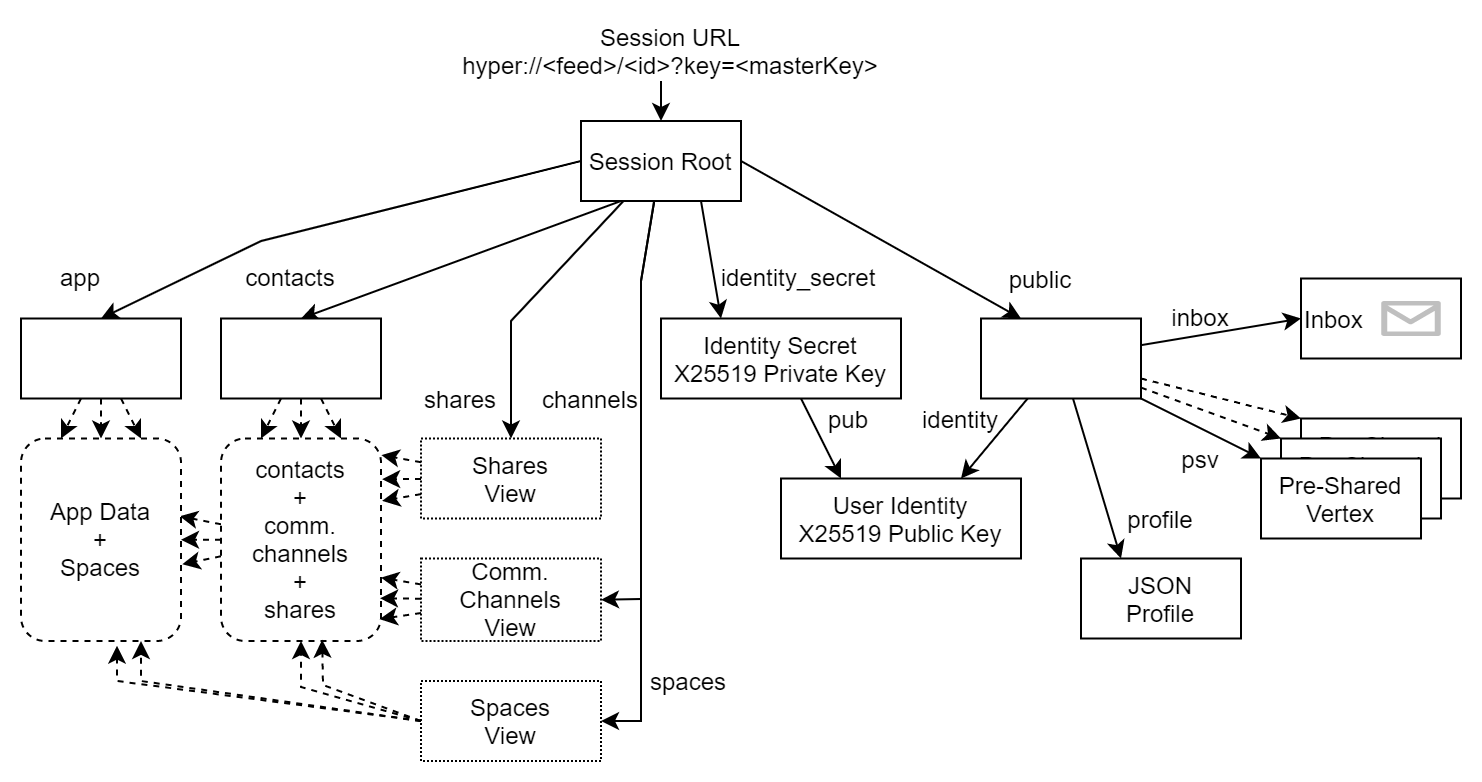 Session URL
hyper://<feed>/<id>?key=<masterKey>
Session Root
app
contacts
identity_secret
public
inbox
Inbox
Identity Secret
X25519 Private Key
shares
channels
pub
identity
psv
Shares
View
contacts
+
comm.
channels
+
shares
App Data
+
Spaces
Pre-Shared
Vertex
User Identity
X25519 Public Key
profile
Comm.
Channels
View
JSON
Profile
spaces
Spaces
View